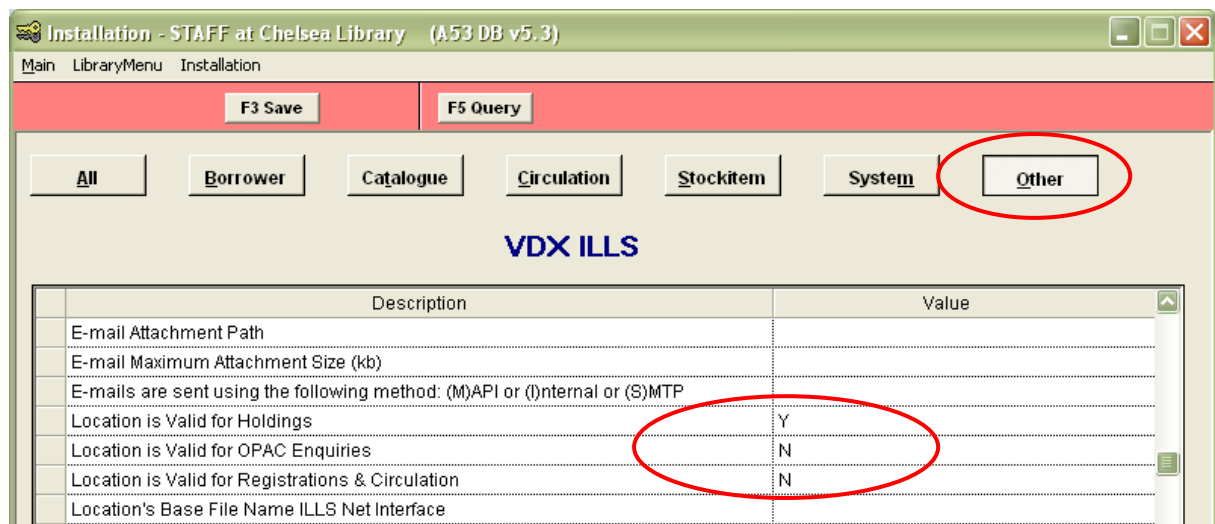 Installation - STAFF at Chelsea Library (A53 DB v5.3)
Main LibraryMenu Installation
F3 Save F5 Query
All Borrower Catalogue Circulation Stockitem System Other
VDX ILLS
Description Value
E-mail Attachment Path
E-mail Maximum Attachment Size (kb)
E-mails are sent using the following method: (M)API or (I)nternal or (S)MTP
Location is Valid for Holdings Y
Location is Valid for OPAC Enquiries N
Location is Valid for Registrations & Circulation N
Location's Base File Name ILLS Net Interface